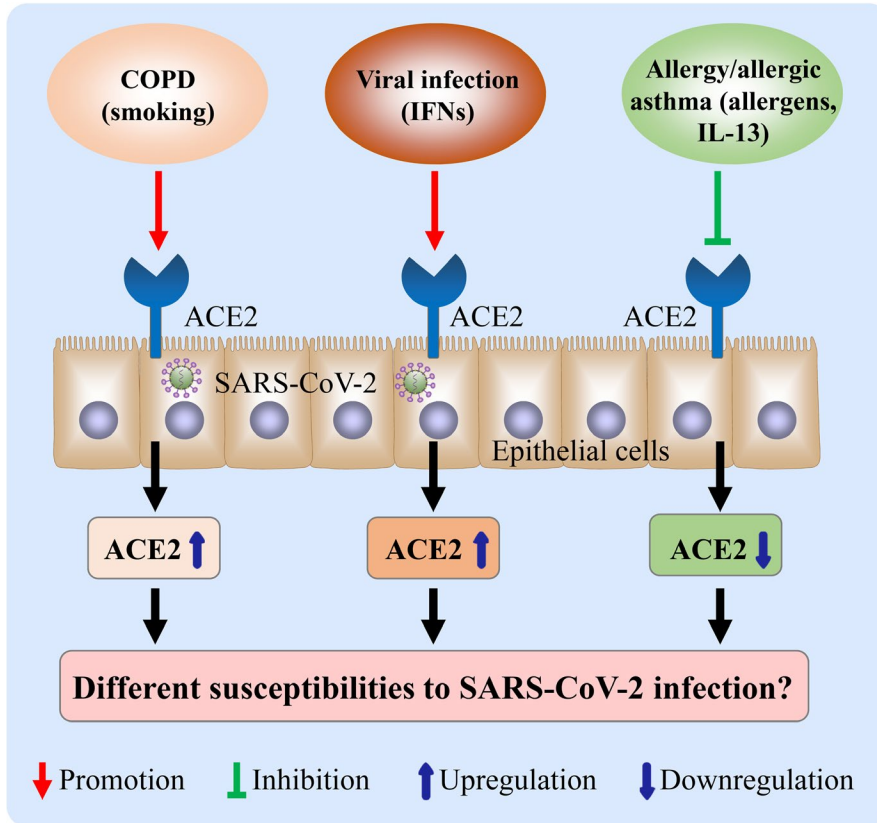 COPD
(smoking)
Viral infection
(IFNs)
Allergy/allergic
asthma (allergens,
IL-13)
ACE2
ACE2
ACE2
SARS-CoV-2
Epithelial cells
ACE2
ACE2
ACE2
Different susceptibilities to SARS-CoV-2 infection?
Promotion
Inhibition
Upregulation
Downregulation